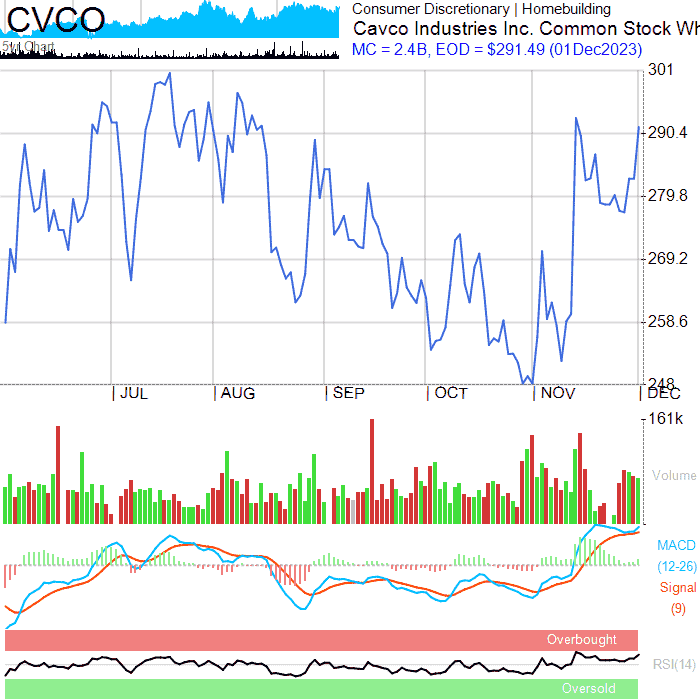 CVCO
5yr Chart
Consumer Discretionary | Homebuilding
Cavco Industries Inc. Common Stock Wh
MC = 2.4B, EOD = $291.49 (01Dec2023)
301
290.4
279.8
269.2
258.6
248
JUL AUG SEP OCT NOV DEC
161k
Volume
MACD
(12-26)
Signal
(9)
Overbought
RSI(14)
Oversold